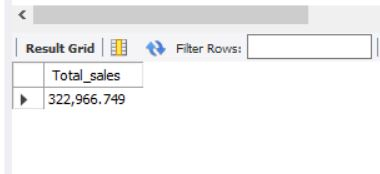 Result Grid Filter Rows:
Total_sales
322,966.749